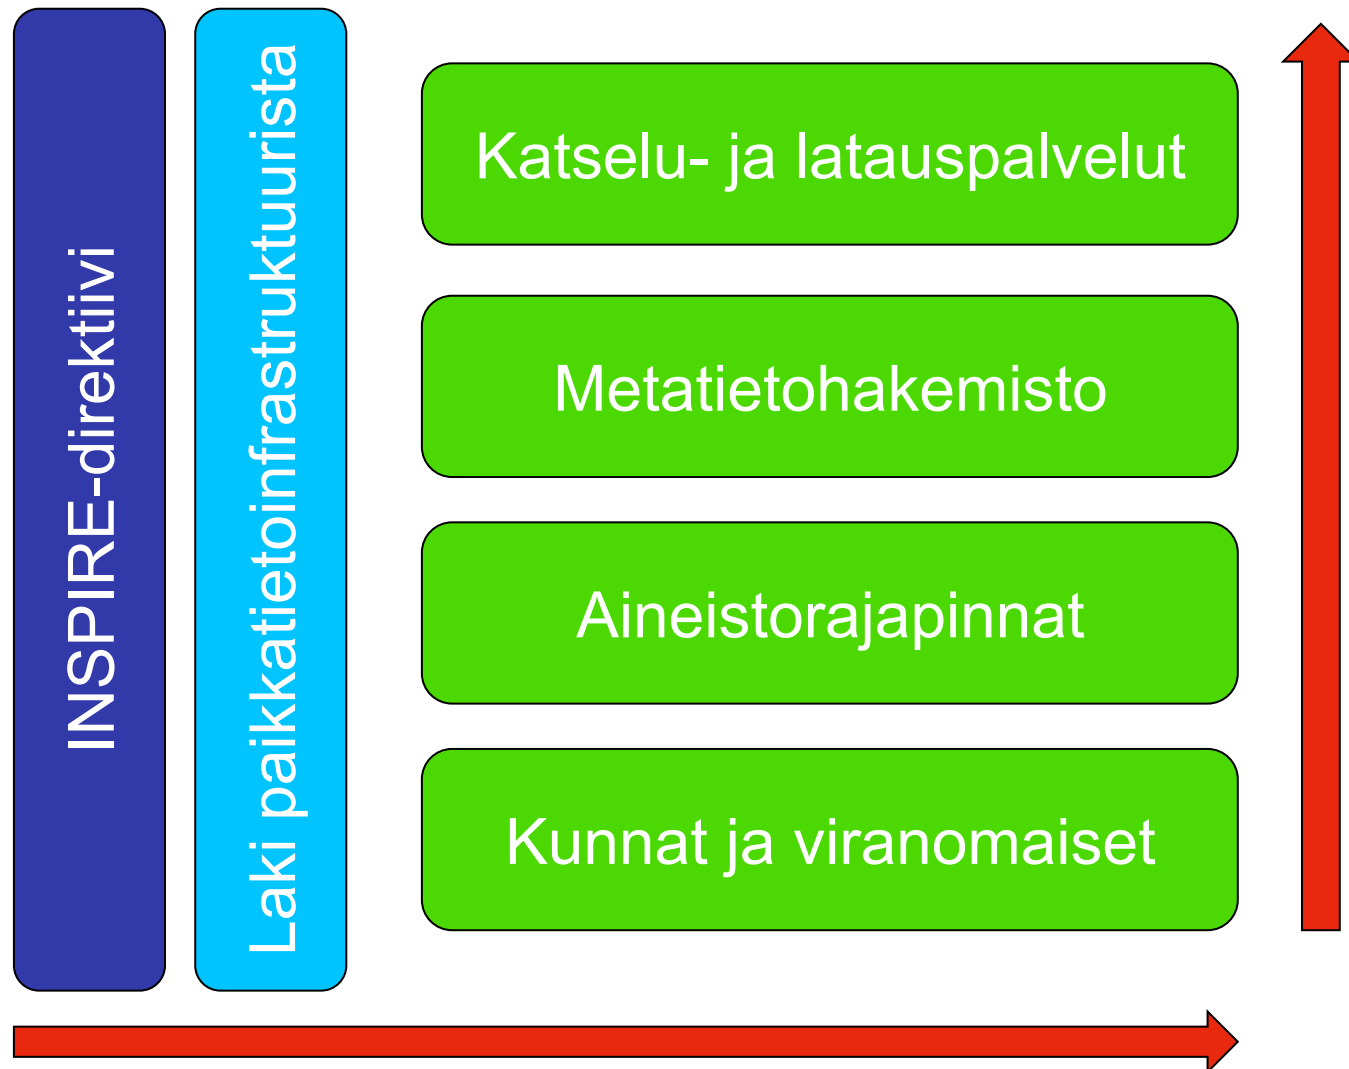 INSPIRE-direktiivi
Laki paikkatietoinfrastruktuurista
Katselu- ja latauspalvelut
Metatietohakemisto
Aineistorajapinnat
Kunnat ja viranomaiset